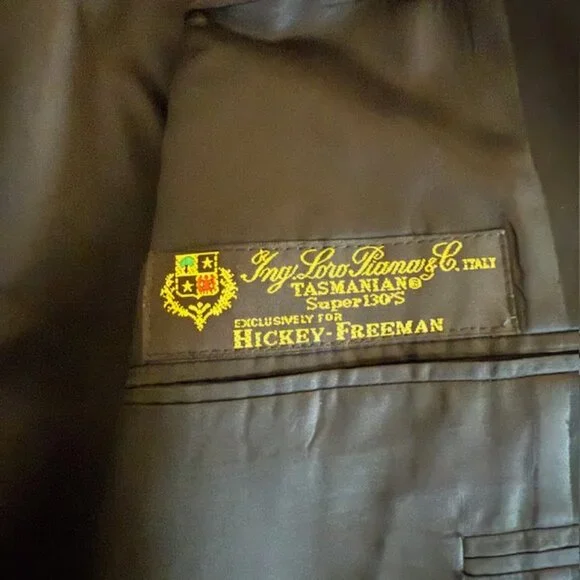 Ing. Loro Piana & C. ITALY
TASMANIAN®
Super 130'S
EXCLUSIVELY FOR
HICKEY-FREEMAN